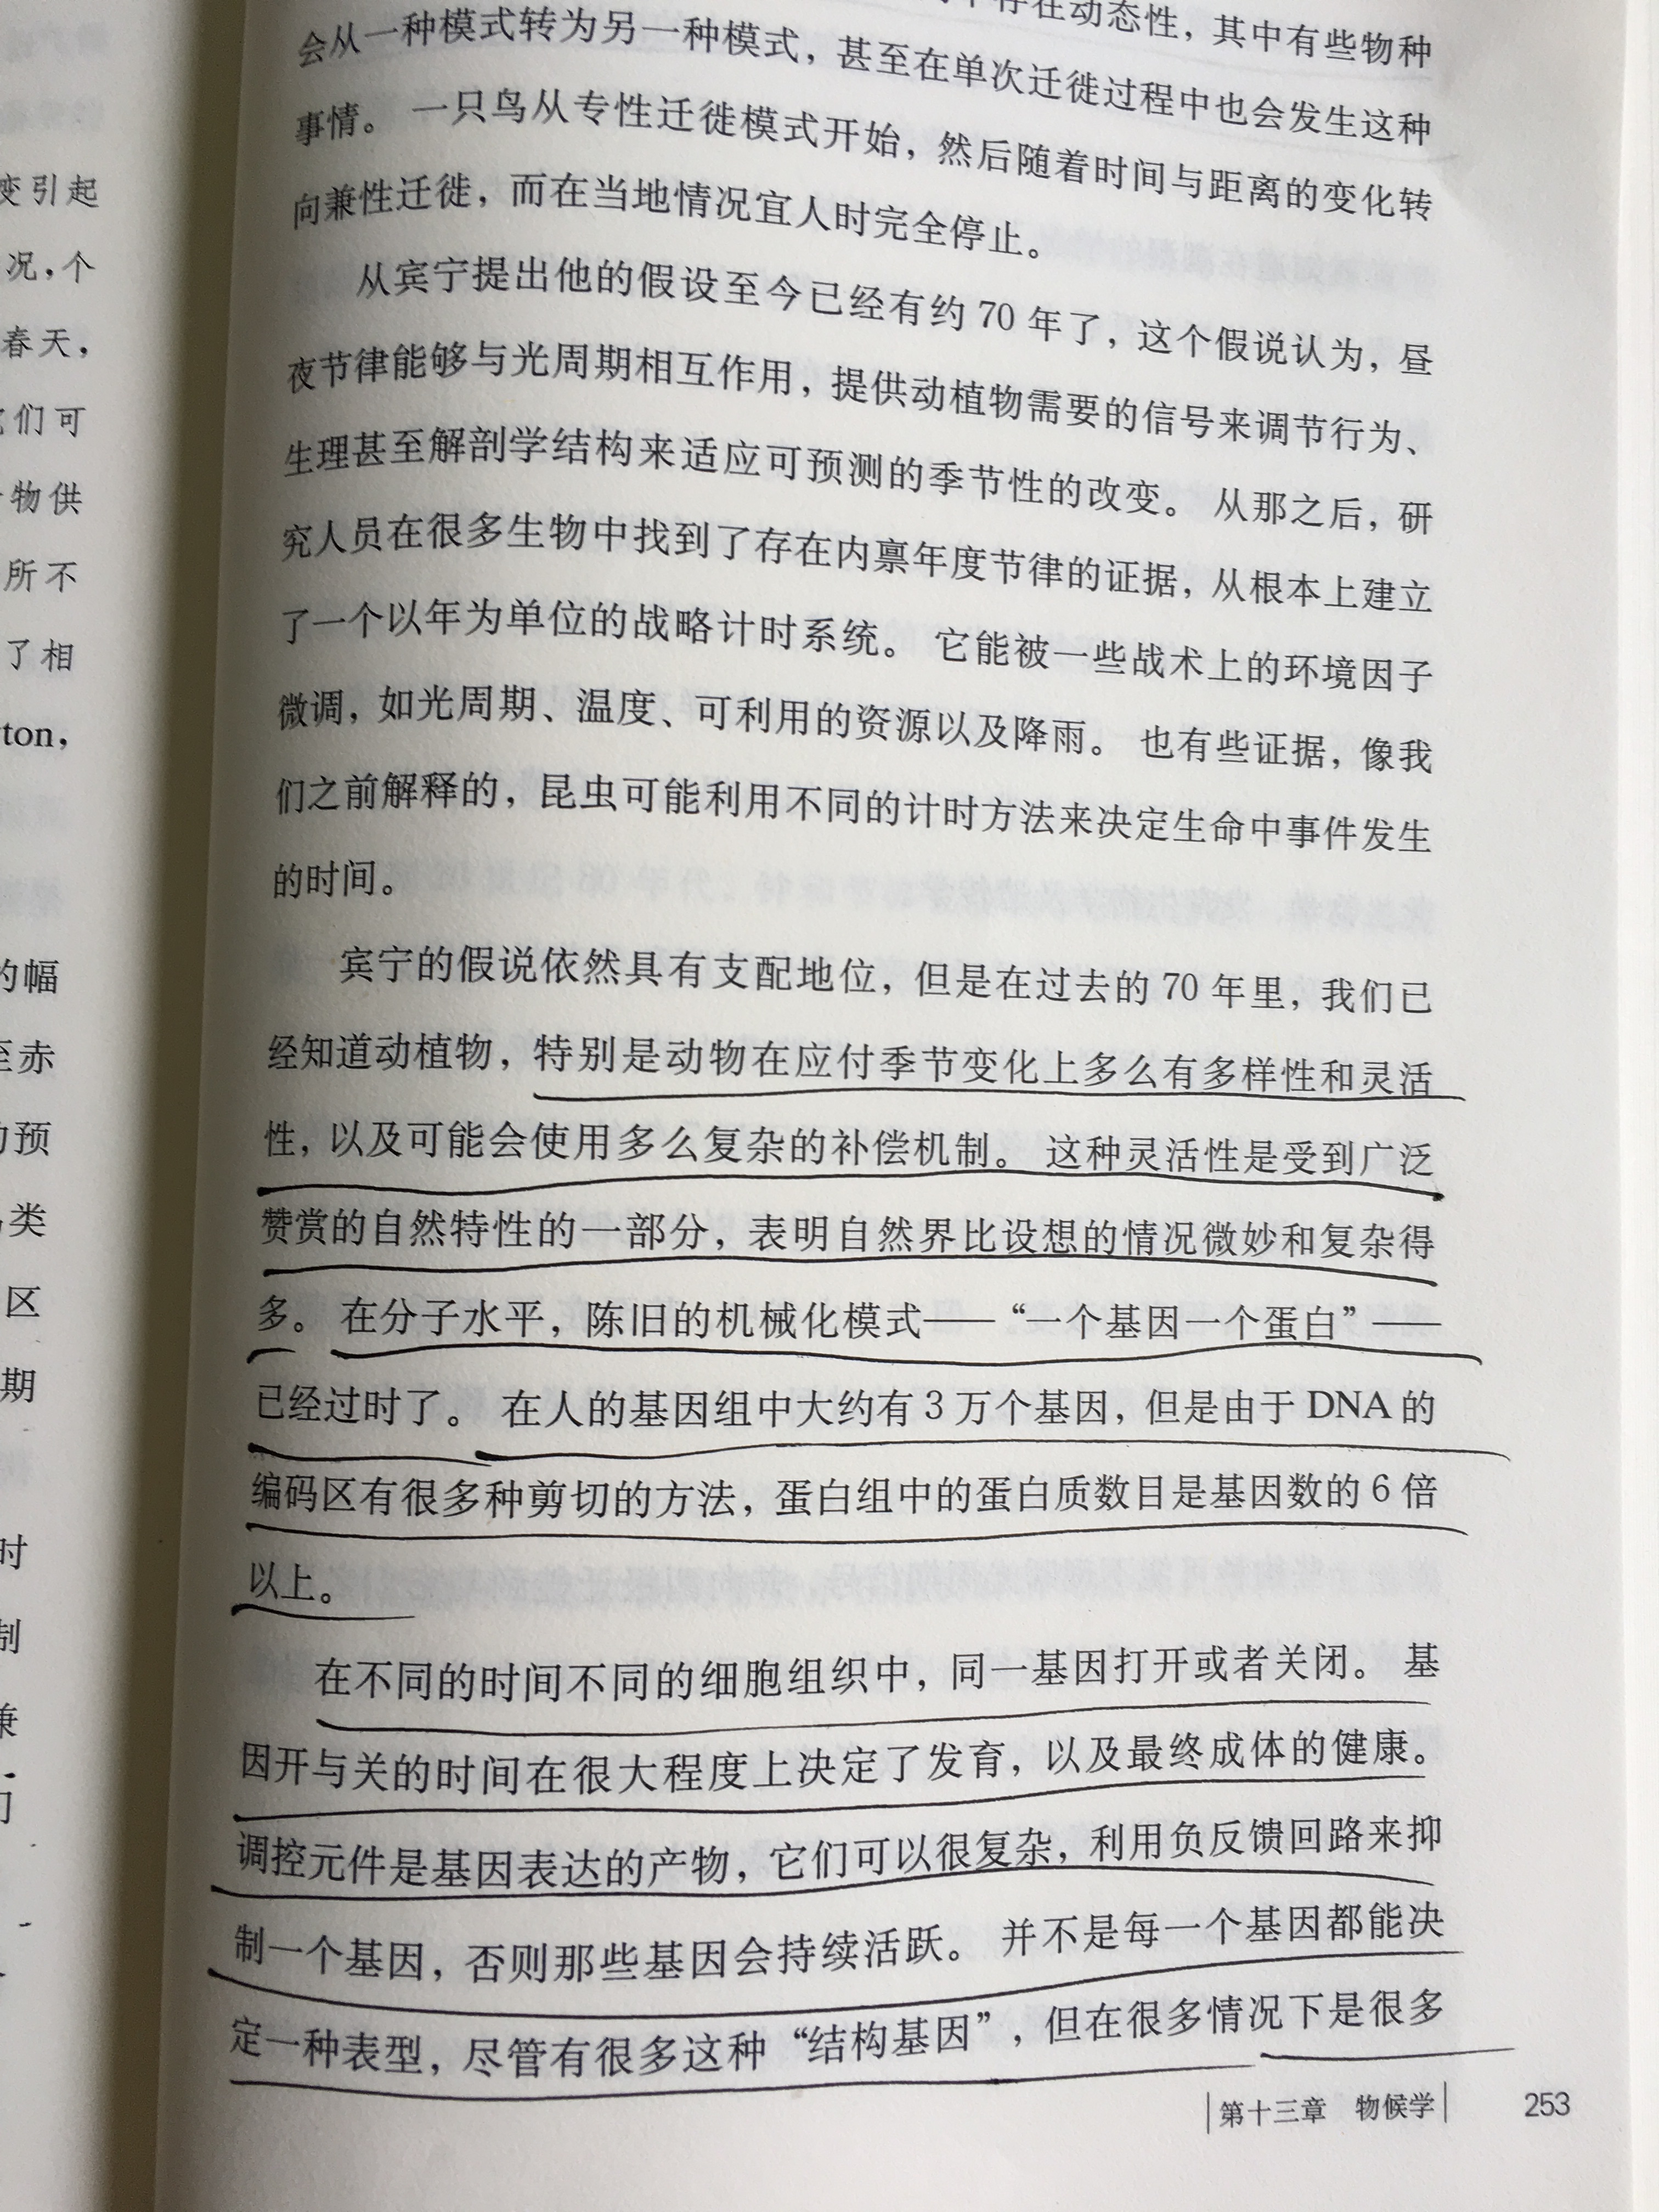 变引起
况，个
春天，
们可
物供
所不
了相
ton，
的幅
至赤
的预
类
区
期
时
制
兼
存在动态性，其中有些物种
会从一种模式转为另一种模式，甚至在单次迁徙过程中也会发生这种
事情。 一只鸟从专性迁徙模式开始，然后随着时间与距离的变化转
向兼性迁徙，而在当地情况宜人时完全停止。
从宾宁提出他的假设至今已经有约 70 年了，这个假说认为，昼
夜节律能够与光周期相互作用，提供动植物需要的信号来调节行为、
生理甚至解剖学结构来适应可预测的季节性的改变。 从那之后，研
究人员在很多生物中找到了存在内禀年度节律的证据，从根本上建立
了一个以年为单位的战略计时系统。 它能被一些战术上的环境因子
微调，如光周期、温度、可利用的资源以及降雨。 也有些证据，像我
们之前解释的，昆虫可能利用不同的计时方法来决定生命中事件发生
的时间。
宾宁的假说依然具有支配地位，但是在过去的 70 年里，我们已
经知道动植物，特别是动物在应付季节变化上多么有多样性和灵活
性，以及可能会使用多么复杂的补偿机制。 这种灵活性是受到广泛
赞赏的自然特性的一部分，表明自然界比设想的情况微妙和复杂得
多。 在分子水平，陈旧的机械化模式——“一个基因一个蛋白”——
已经过时了。 在人的基因组中大约有 3 万个基因，但是由于 DNA 的
编码区有很多种剪切的方法，蛋白组中的蛋白质数目是基因数的 6 倍
以上。
在不同的时间不同的细胞组织中，同一基因打开或者关闭。 基
因开与关的时间在很大程度上决定了发育，以及最终成体的健康。
调控元件是基因表达的产物，它们可以很复杂，利用负反馈回路来抑
制一个基因，否则那些基因会持续活跃。 并不是每一个基因都能决
定一种表型，尽管有很多这种“结构基因”，但在很多情况下是很多
第十三章 物候学 253